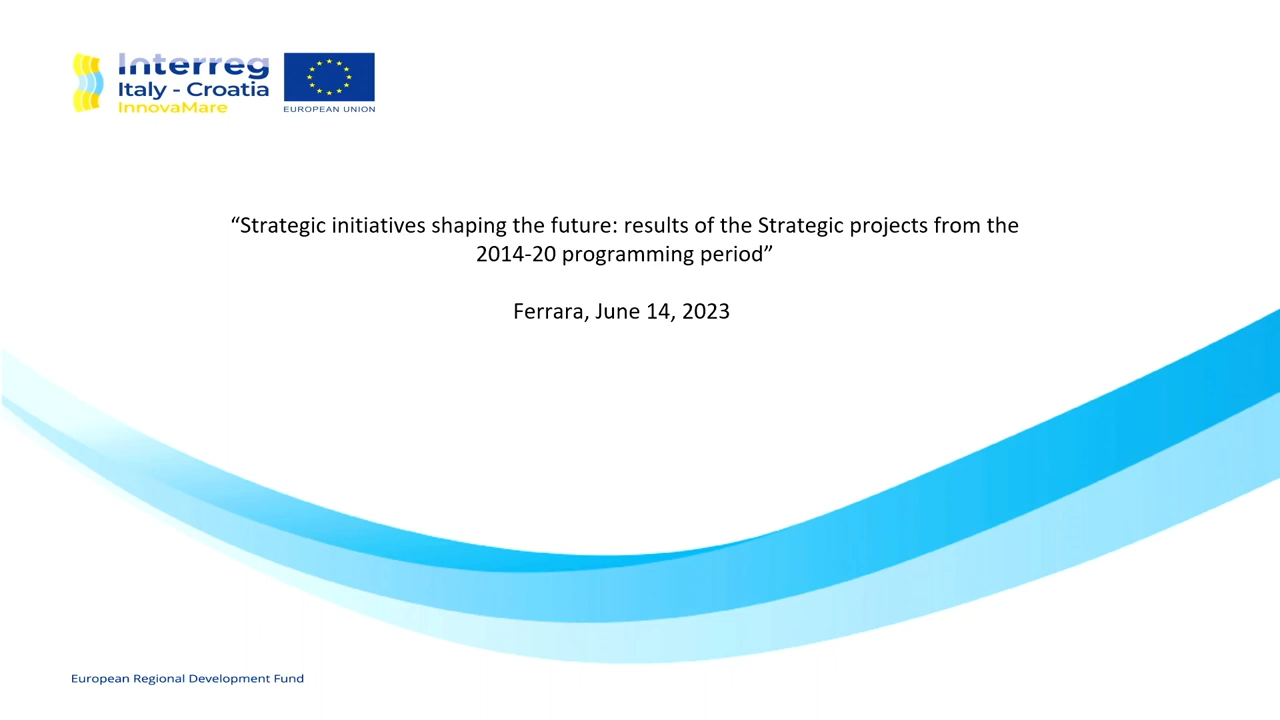 Interreg
Italy - Croatia
InnovaMare
EUROPEAN UNION
“Strategic initiatives shaping the future: results of the Strategic projects from the
2014-20 programming period”
Ferrara, June 14, 2023
European Regional Development Fund